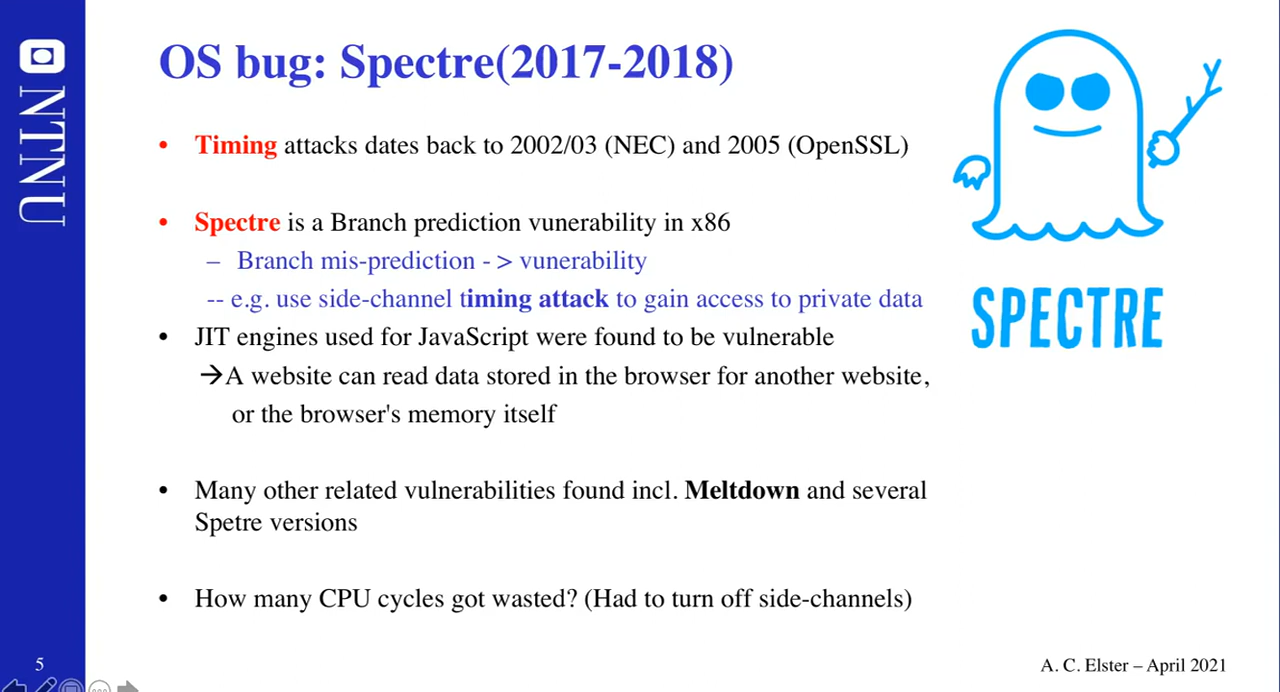 NTNU
OS bug: Spectre(2017-2018)
• Timing attacks dates back to 2002/03 (NEC) and 2005 (OpenSSL)
• Spectre is a Branch prediction vunerability in x86
– Branch mis-prediction - > vunerability
-- e.g. use side-channel timing attack to gain access to private data
• JIT engines used for JavaScript were found to be vulnerable
→A website can read data stored in the browser for another website,
or the browser's memory itself
• Many other related vulnerabilities found incl. Meltdown and several
Spetre versions
• How many CPU cycles got wasted? (Had to turn off side-channels)
SPECTRE
5
A. C. Elster – April 2021